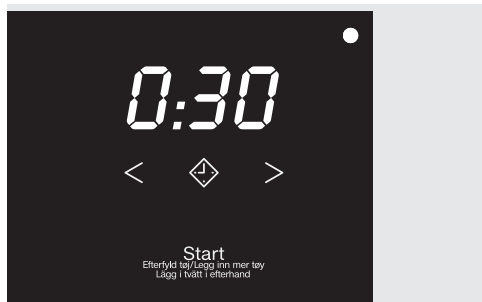 0:30
< >
Start
Efterfyld tøj/Legg inn mer tøy
Lägg i tvätt i efterhand